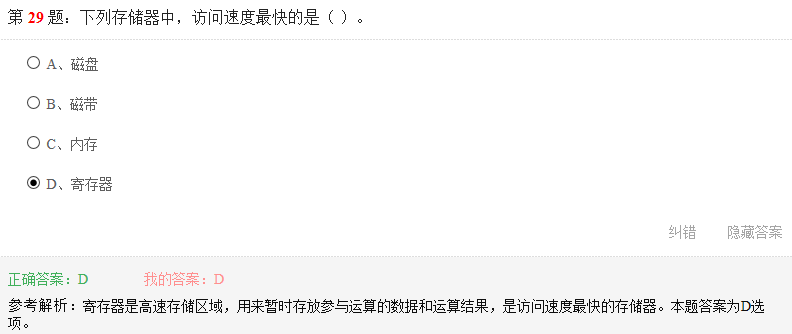 第 29 题：下列存储器中，访问速度最快的是（ ）。
A、磁盘
B、磁带
C、内存
D、寄存器
纠错 隐藏答案
正确答案：D 我的答案：D
参考解析：寄存器是高速存储区域，用来暂时存放参与运算的数据和运算结果，是访问速度最快的存储器。本题答案为D选
项。